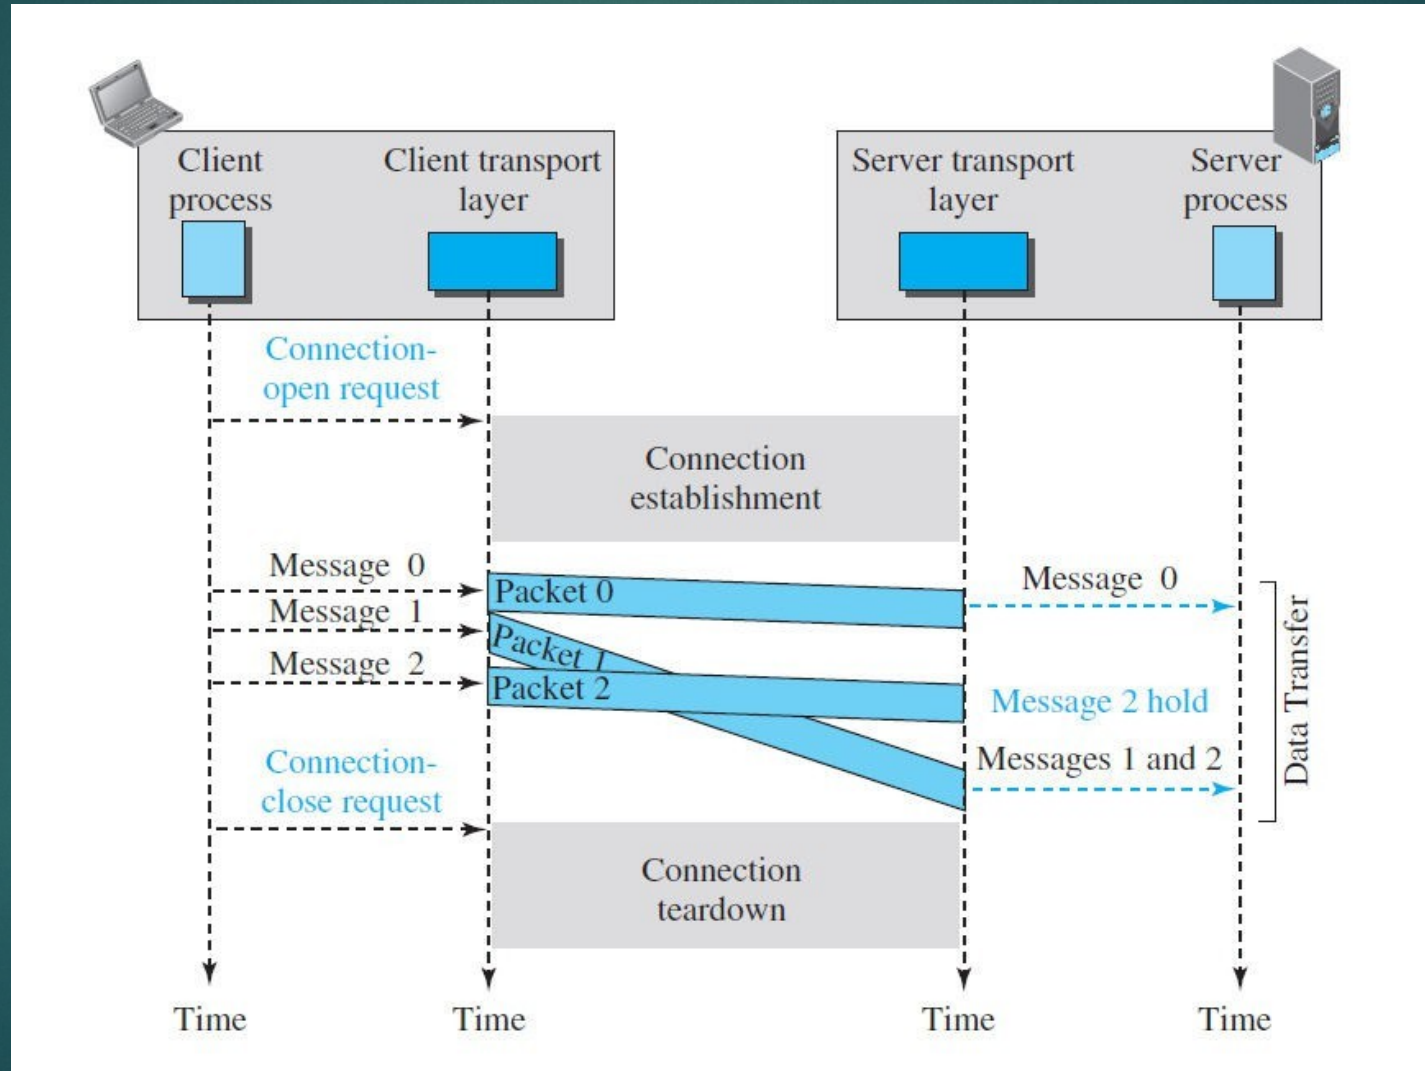 Client
process
Client transport
layer
Server transport
layer
Server
process
Connection-
open request
Connection
establishment
Message 0
Message 1
Message 2
Packet 0
Packet 1
Packet 2
Message 0
Message 2 hold
Messages 1 and 2
Data Transfer
Connection-
close request
Connection
teardown
Time
Time
Time
Time